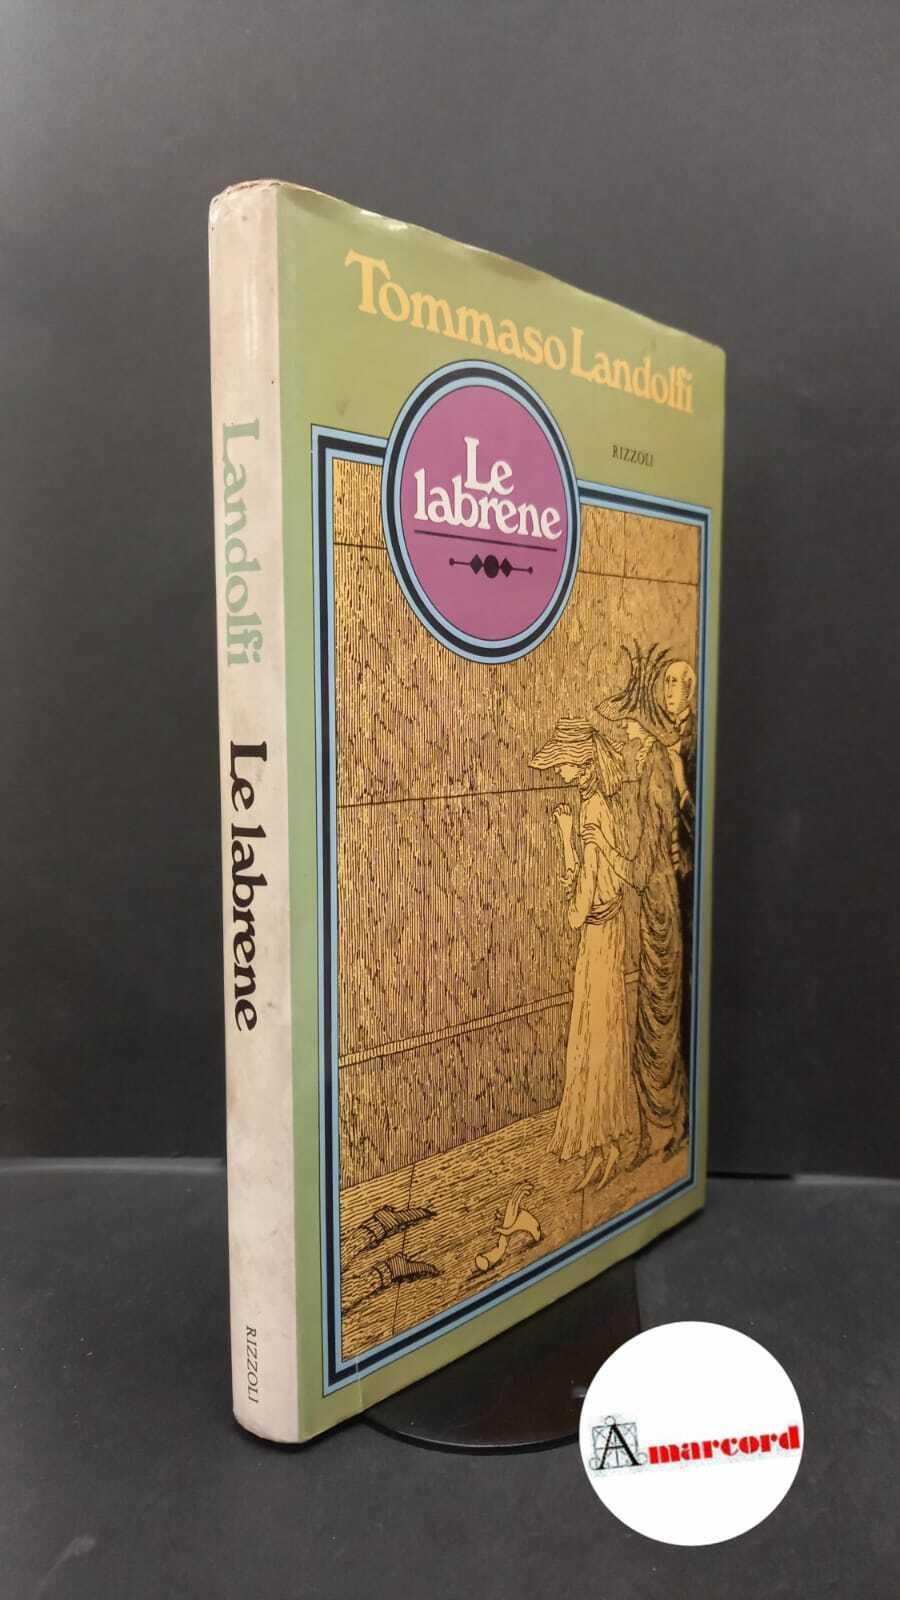 Tommaso Landolfi
RIZZOLI
Le
labrene
Landolfi Le labrene
RIZZOLI
Amarcord